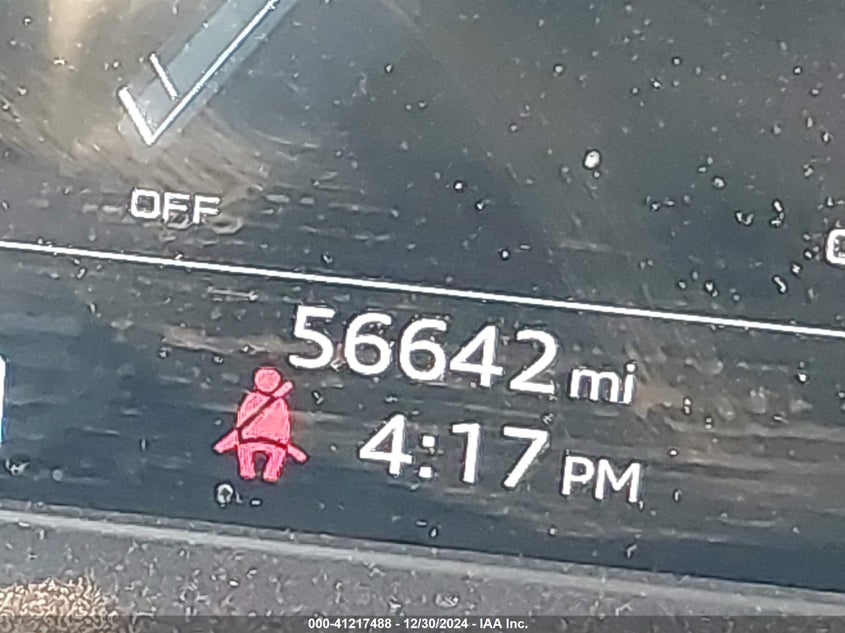 OFF
56642 mi
4:17 PM
000-41217488 - 12/30/2024 - IAA Inc.